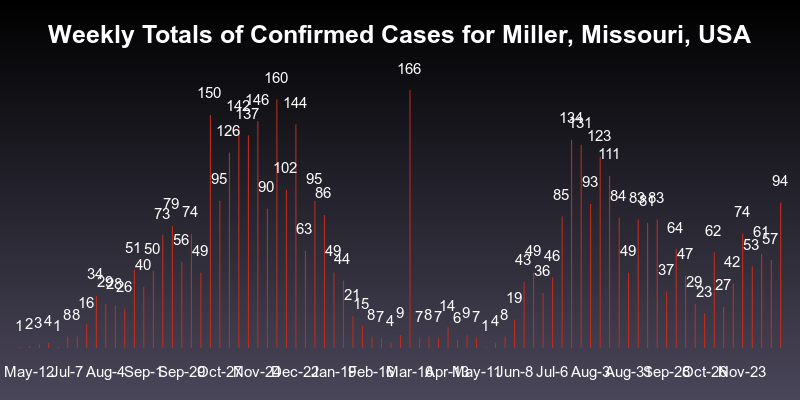 Weekly Totals of Confirmed Cases for Miller, Missouri, USA
1 2 3 4 1 8 8 16 34 29 28 26 51 40 50 73 79 56 74 49 150 95 126 142 137 146 90 160 102 144 63 95 86 49 44 21 15 8 7 4 9 166 7 8 7 14 6 9 7 1 4 8 19 43 49 36 46 85 134 131 93 123 111 84 49 83 81 83 37 64 47 29 23 62 27 42 74 53 61 57 94
May-12 Jul-7 Aug-4 Sep-1 Sep-29 Oct-27 Nov-24 Dec-22 Jan-19 Feb-16 Mar-16 Apr-13 May-11 Jun-8 Jul-6 Aug-3 Aug-31 Sep-28 Oct-26 Nov-23